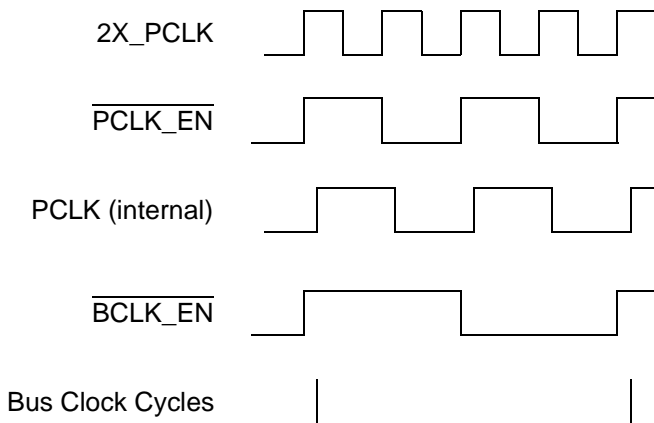 2X_PCLK
PCLK_EN
PCLK (internal)
BCLK_EN
Bus Clock Cycles